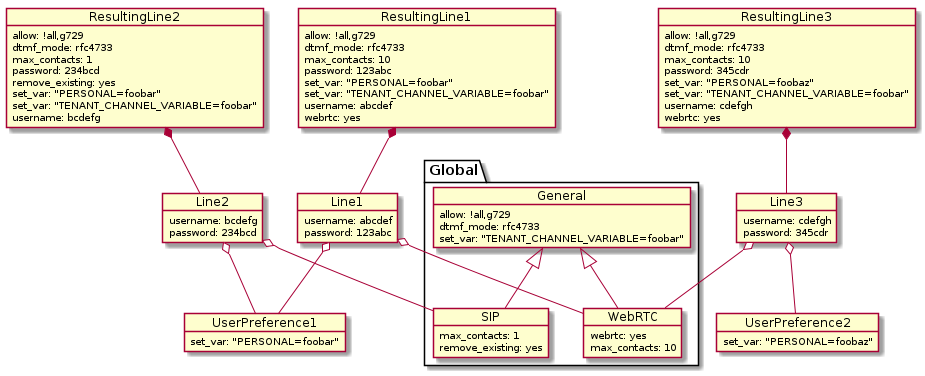 ResultingLine2
allow: !all,g729
dtmf_mode: rfc4733
max_contacts: 1
password: 234bcd
remove_existing: yes
set_var: "PERSONAL=foobar"
set_var: "TENANT_CHANNEL_VARIABLE=foobar"
username: bcdefg
ResultingLine1
allow: !all,g729
dtmf_mode: rfc4733
max_contacts: 10
password: 123abc
set_var: "PERSONAL=foobar"
set_var: "TENANT_CHANNEL_VARIABLE=foobar"
username: abcdef
webrtc: yes
ResultingLine3
allow: !all,g729
dtmf_mode: rfc4733
max_contacts: 10
password: 345cdr
set_var: "PERSONAL=foobaz"
set_var: "TENANT_CHANNEL_VARIABLE=foobar"
username: cdefgh
webrtc: yes
Line2
username: bcdefg
password: 234bcd
Line1
username: abcdef
password: 123abc
Global
General
allow: !all,g729
dtmf_mode: rfc4733
set_var: "TENANT_CHANNEL_VARIABLE=foobar"
Line3
username: cdefgh
password: 345cdr
UserPreference1
set_var: "PERSONAL=foobar"
SIP
max_contacts: 1
remove_existing: yes
WebRTC
webrtc: yes
max_contacts: 10
UserPreference2
set_var: "PERSONAL=foobaz"